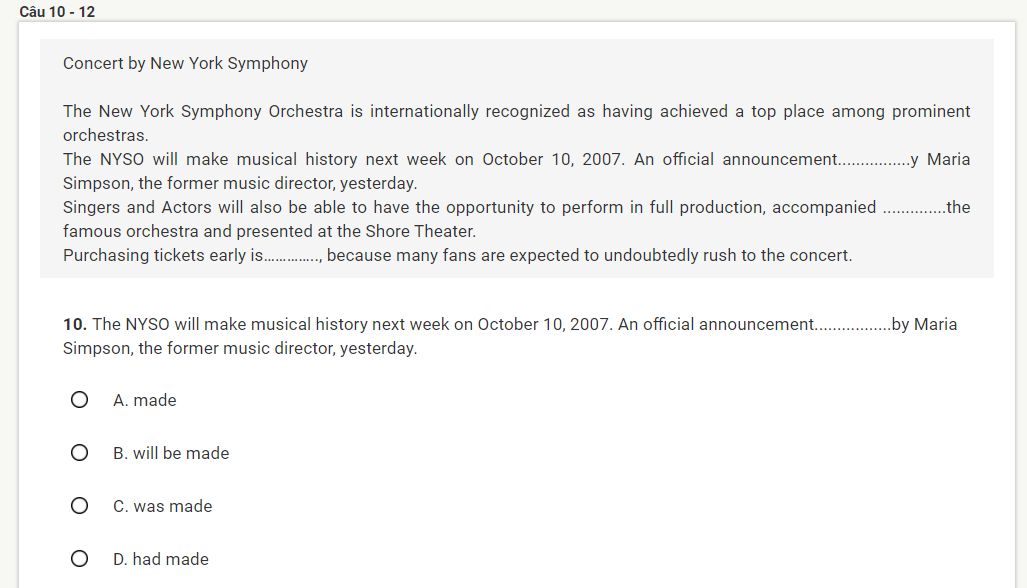 Câu 10 - 12
Concert by New York Symphony
The New York Symphony Orchestra is internationally recognized as having achieved a top place among prominent
orchestras.
The NYSO will make musical history next week on October 10, 2007. An official announcement................y Maria
Simpson, the former music director, yesterday.
Singers and Actors will also be able to have the opportunity to perform in full production, accompanied ..............the
famous orchestra and presented at the Shore Theater.
Purchasing tickets early is.............., because many fans are expected to undoubtedly rush to the concert.
10. The NYSO will make musical history next week on October 10, 2007. An official announcement.................by Maria
Simpson, the former music director, yesterday.
A. made
B. will be made
C. was made
D. had made